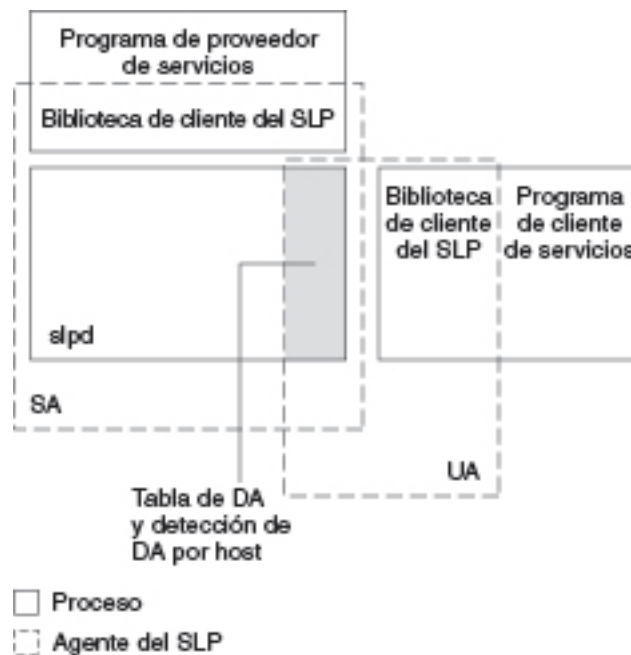 Programa de proveedor
de servicios
Biblioteca de cliente del SLP
Biblioteca
de cliente
del SLP
Programa
de cliente
de servicios
slpd
SA
UA
Tabla de DA
y detección de
DA por host
Proceso
Agente del SLP